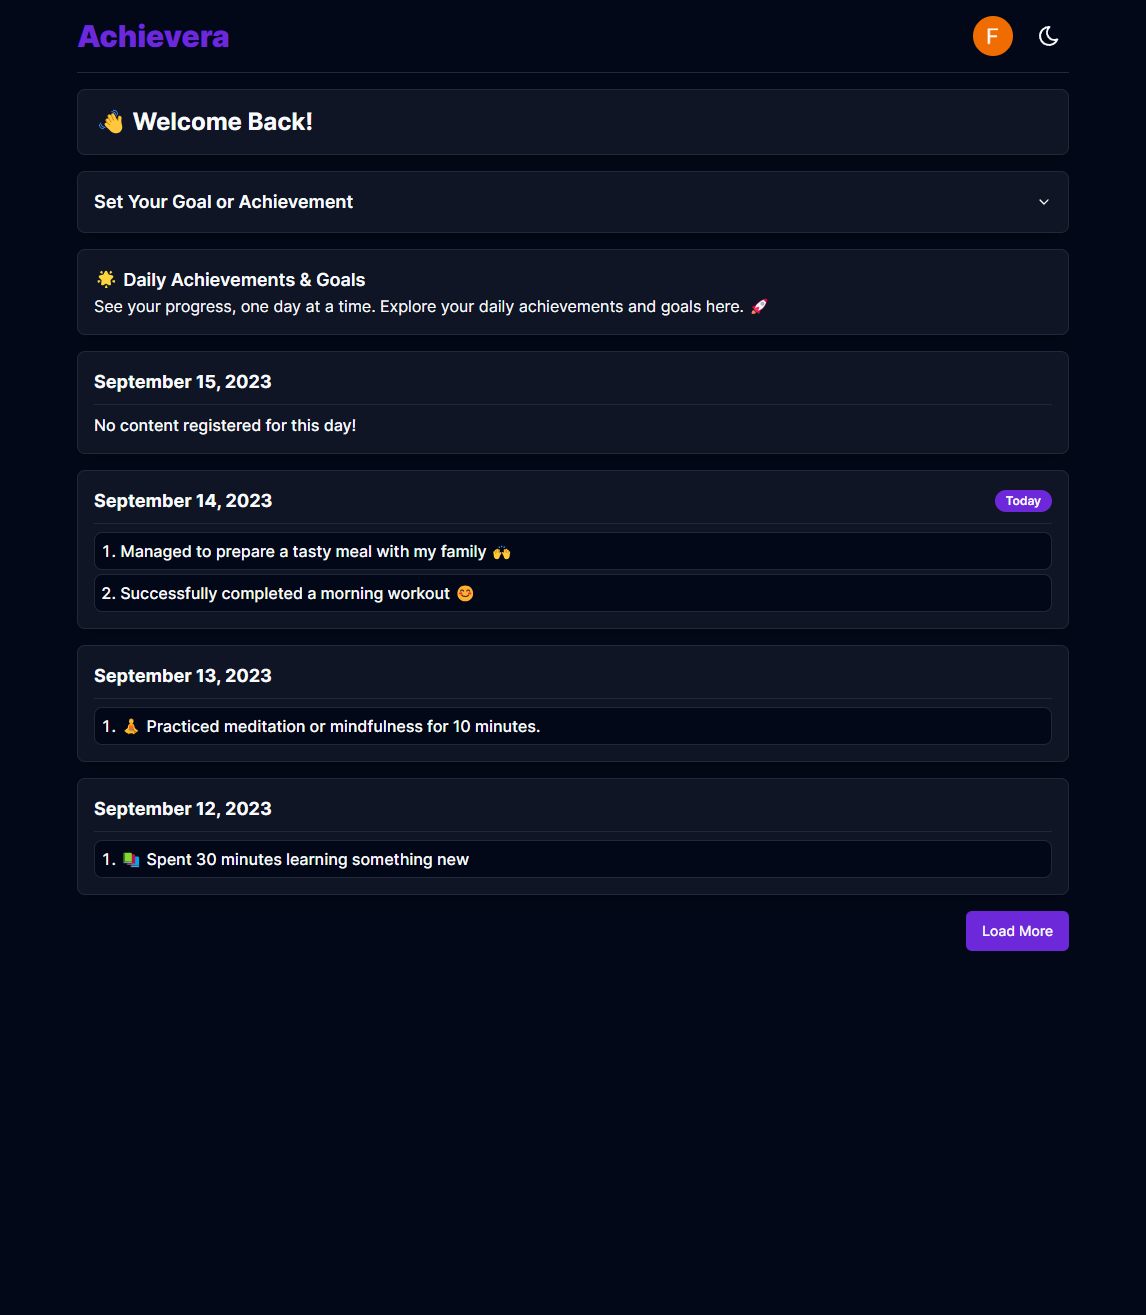 Achievera
F
👋 Welcome Back!
Set Your Goal or Achievement
🌟 Daily Achievements & Goals
See your progress, one day at a time. Explore your daily achievements and goals here. 🚀
September 15, 2023
No content registered for this day!
September 14, 2023 Today
1. Managed to prepare a tasty meal with my family 🙌
2. Successfully completed a morning workout 😊
September 13, 2023
1. 🧘 Practiced meditation or mindfulness for 10 minutes.
September 12, 2023
1. 📚 Spent 30 minutes learning something new
Load More